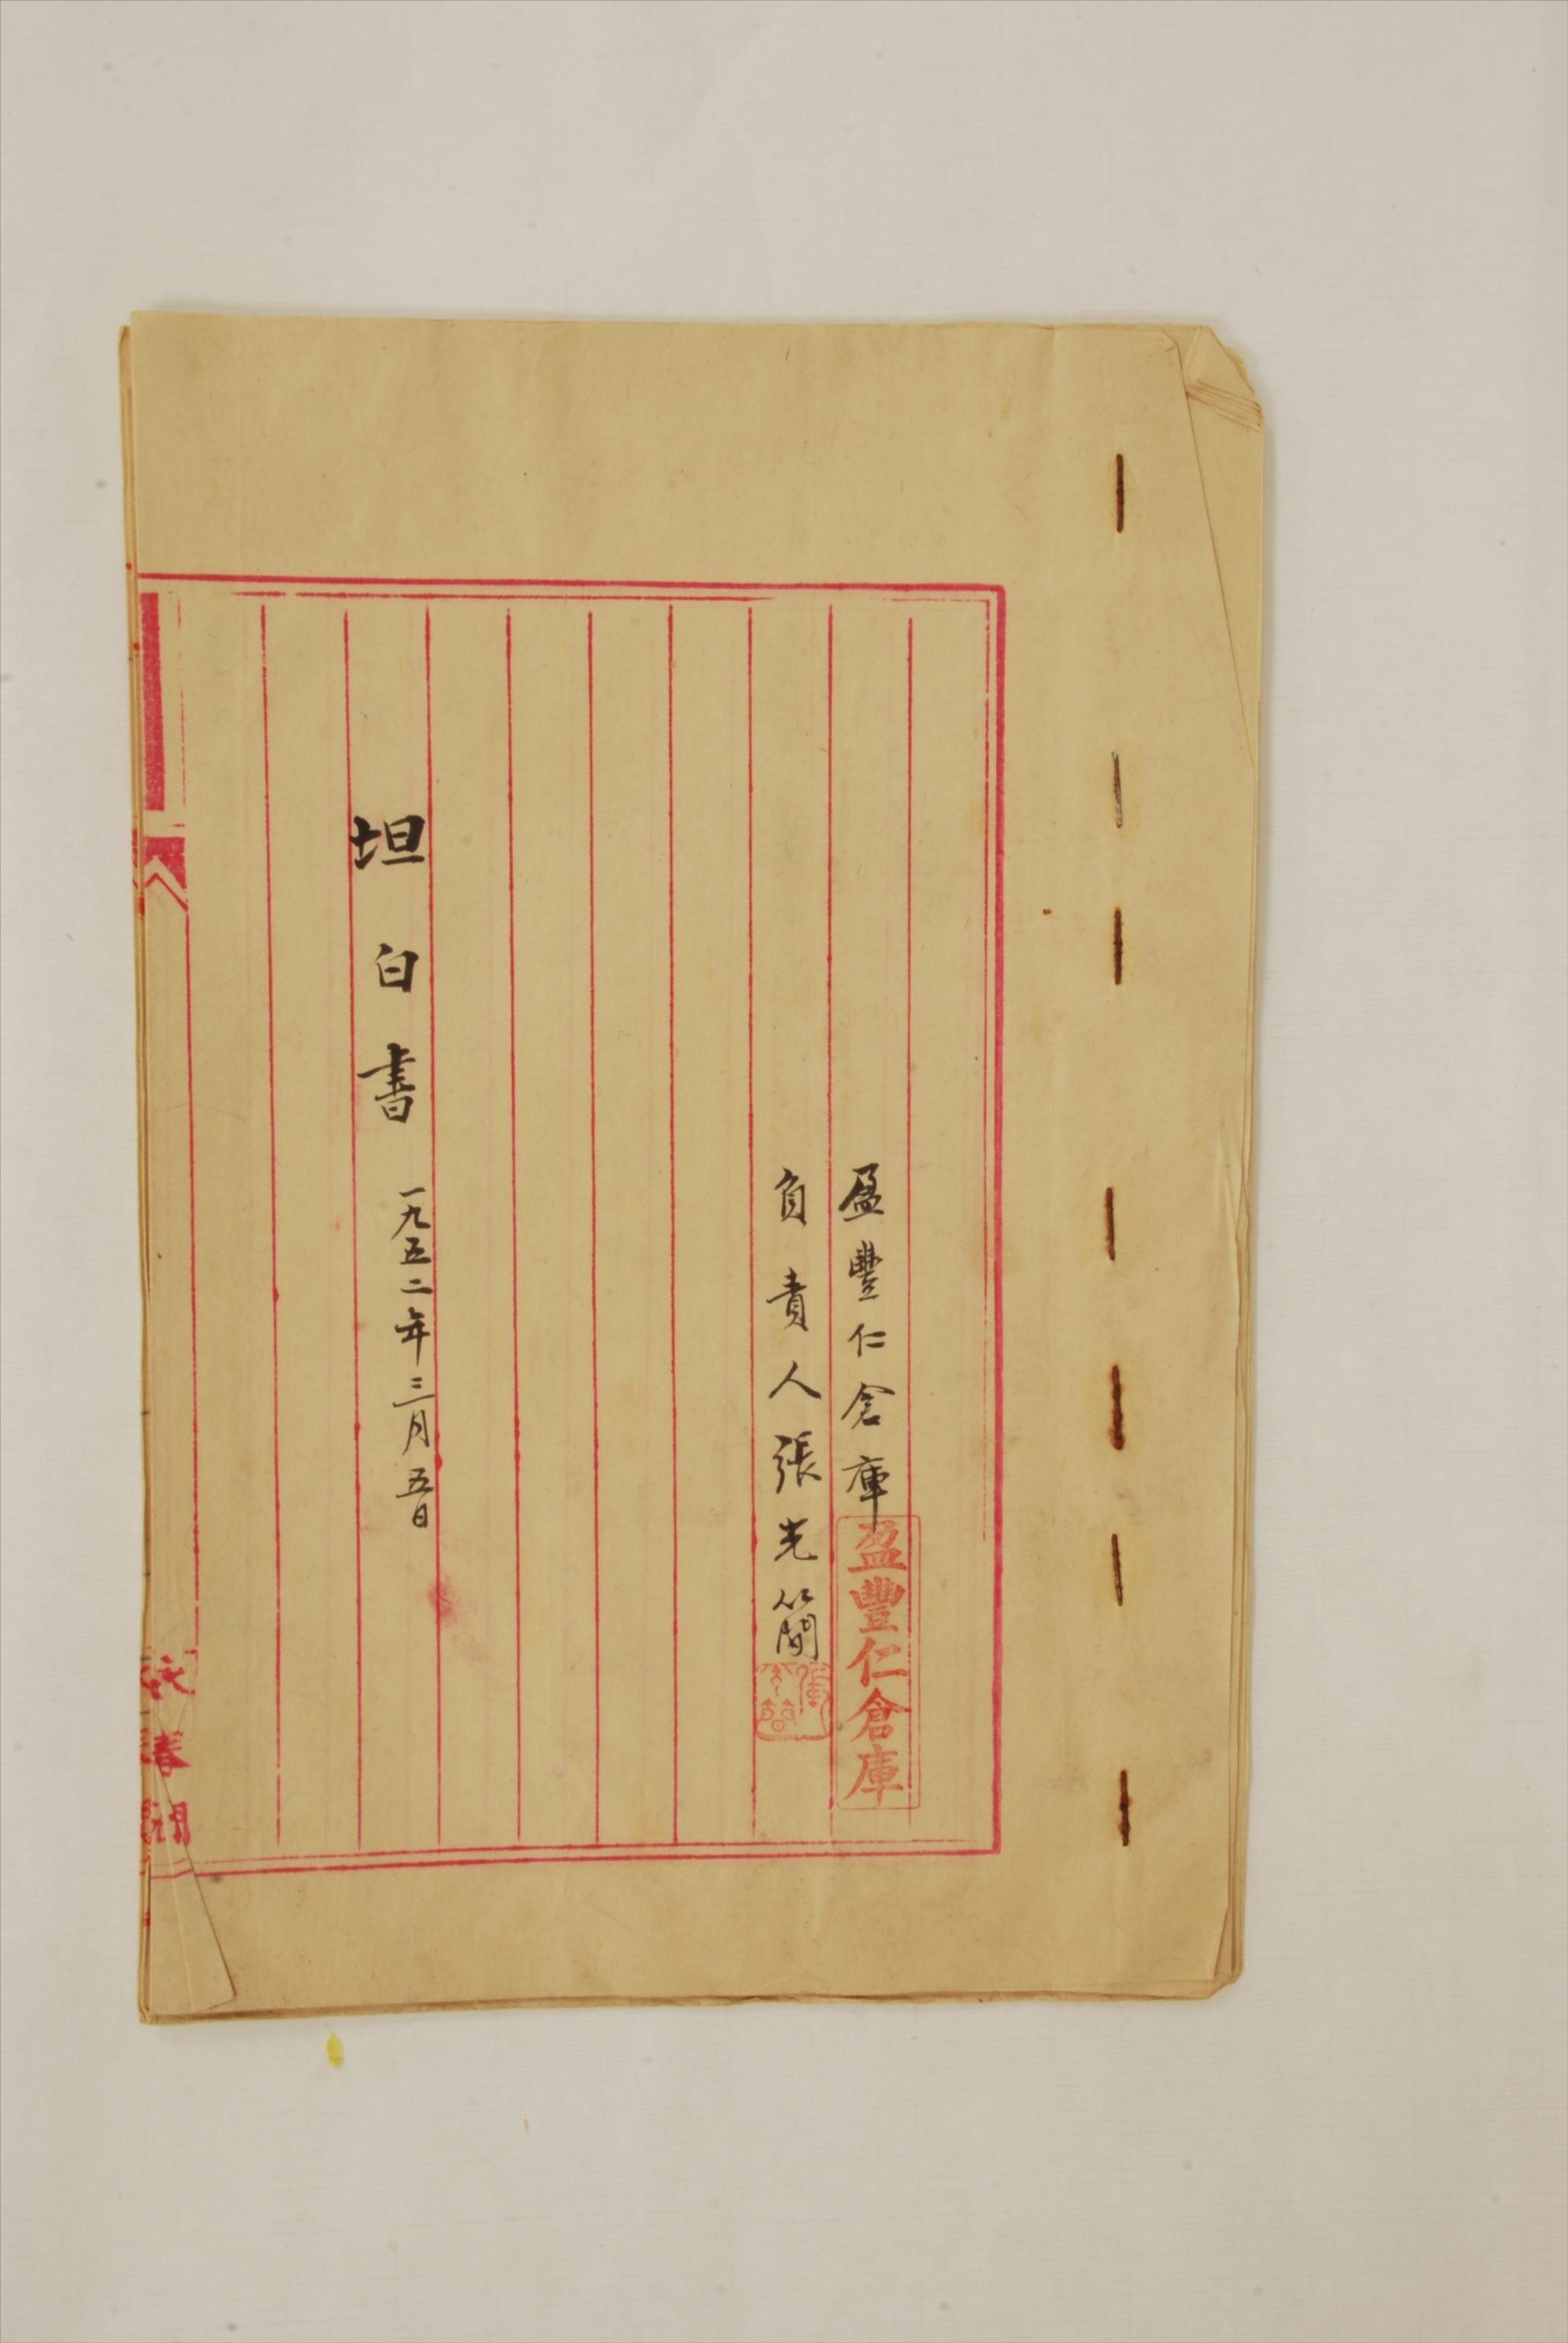 盈豐仁倉庫
盈豐仁倉庫
負責人張光簡
坦白書 一九五二年三月五日